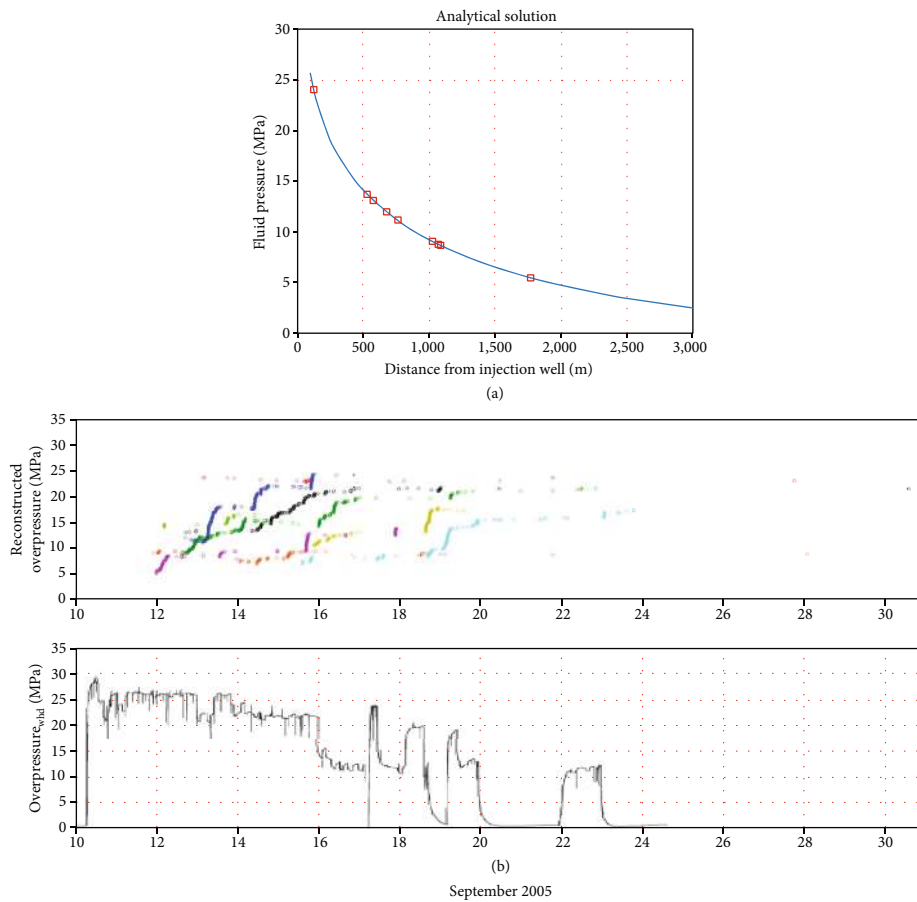 Analytical solution
30
25
20
15
10
5
0
Fluid pressure (MPa)
0 500 1,000 1,500 2,000 2,500 3,000
Distance from injection well (m)
(a)
35
30
25
20
15
10
5
0
Reconstructed
overpressure (MPa)
10 12 14 16 18 20 22 24 26 28 30
35
30
25
20
15
10
5
0
Overpressure_whd (MPa)
10 12 14 16 18 20 22 24 26 28 30
(b)
September 2005